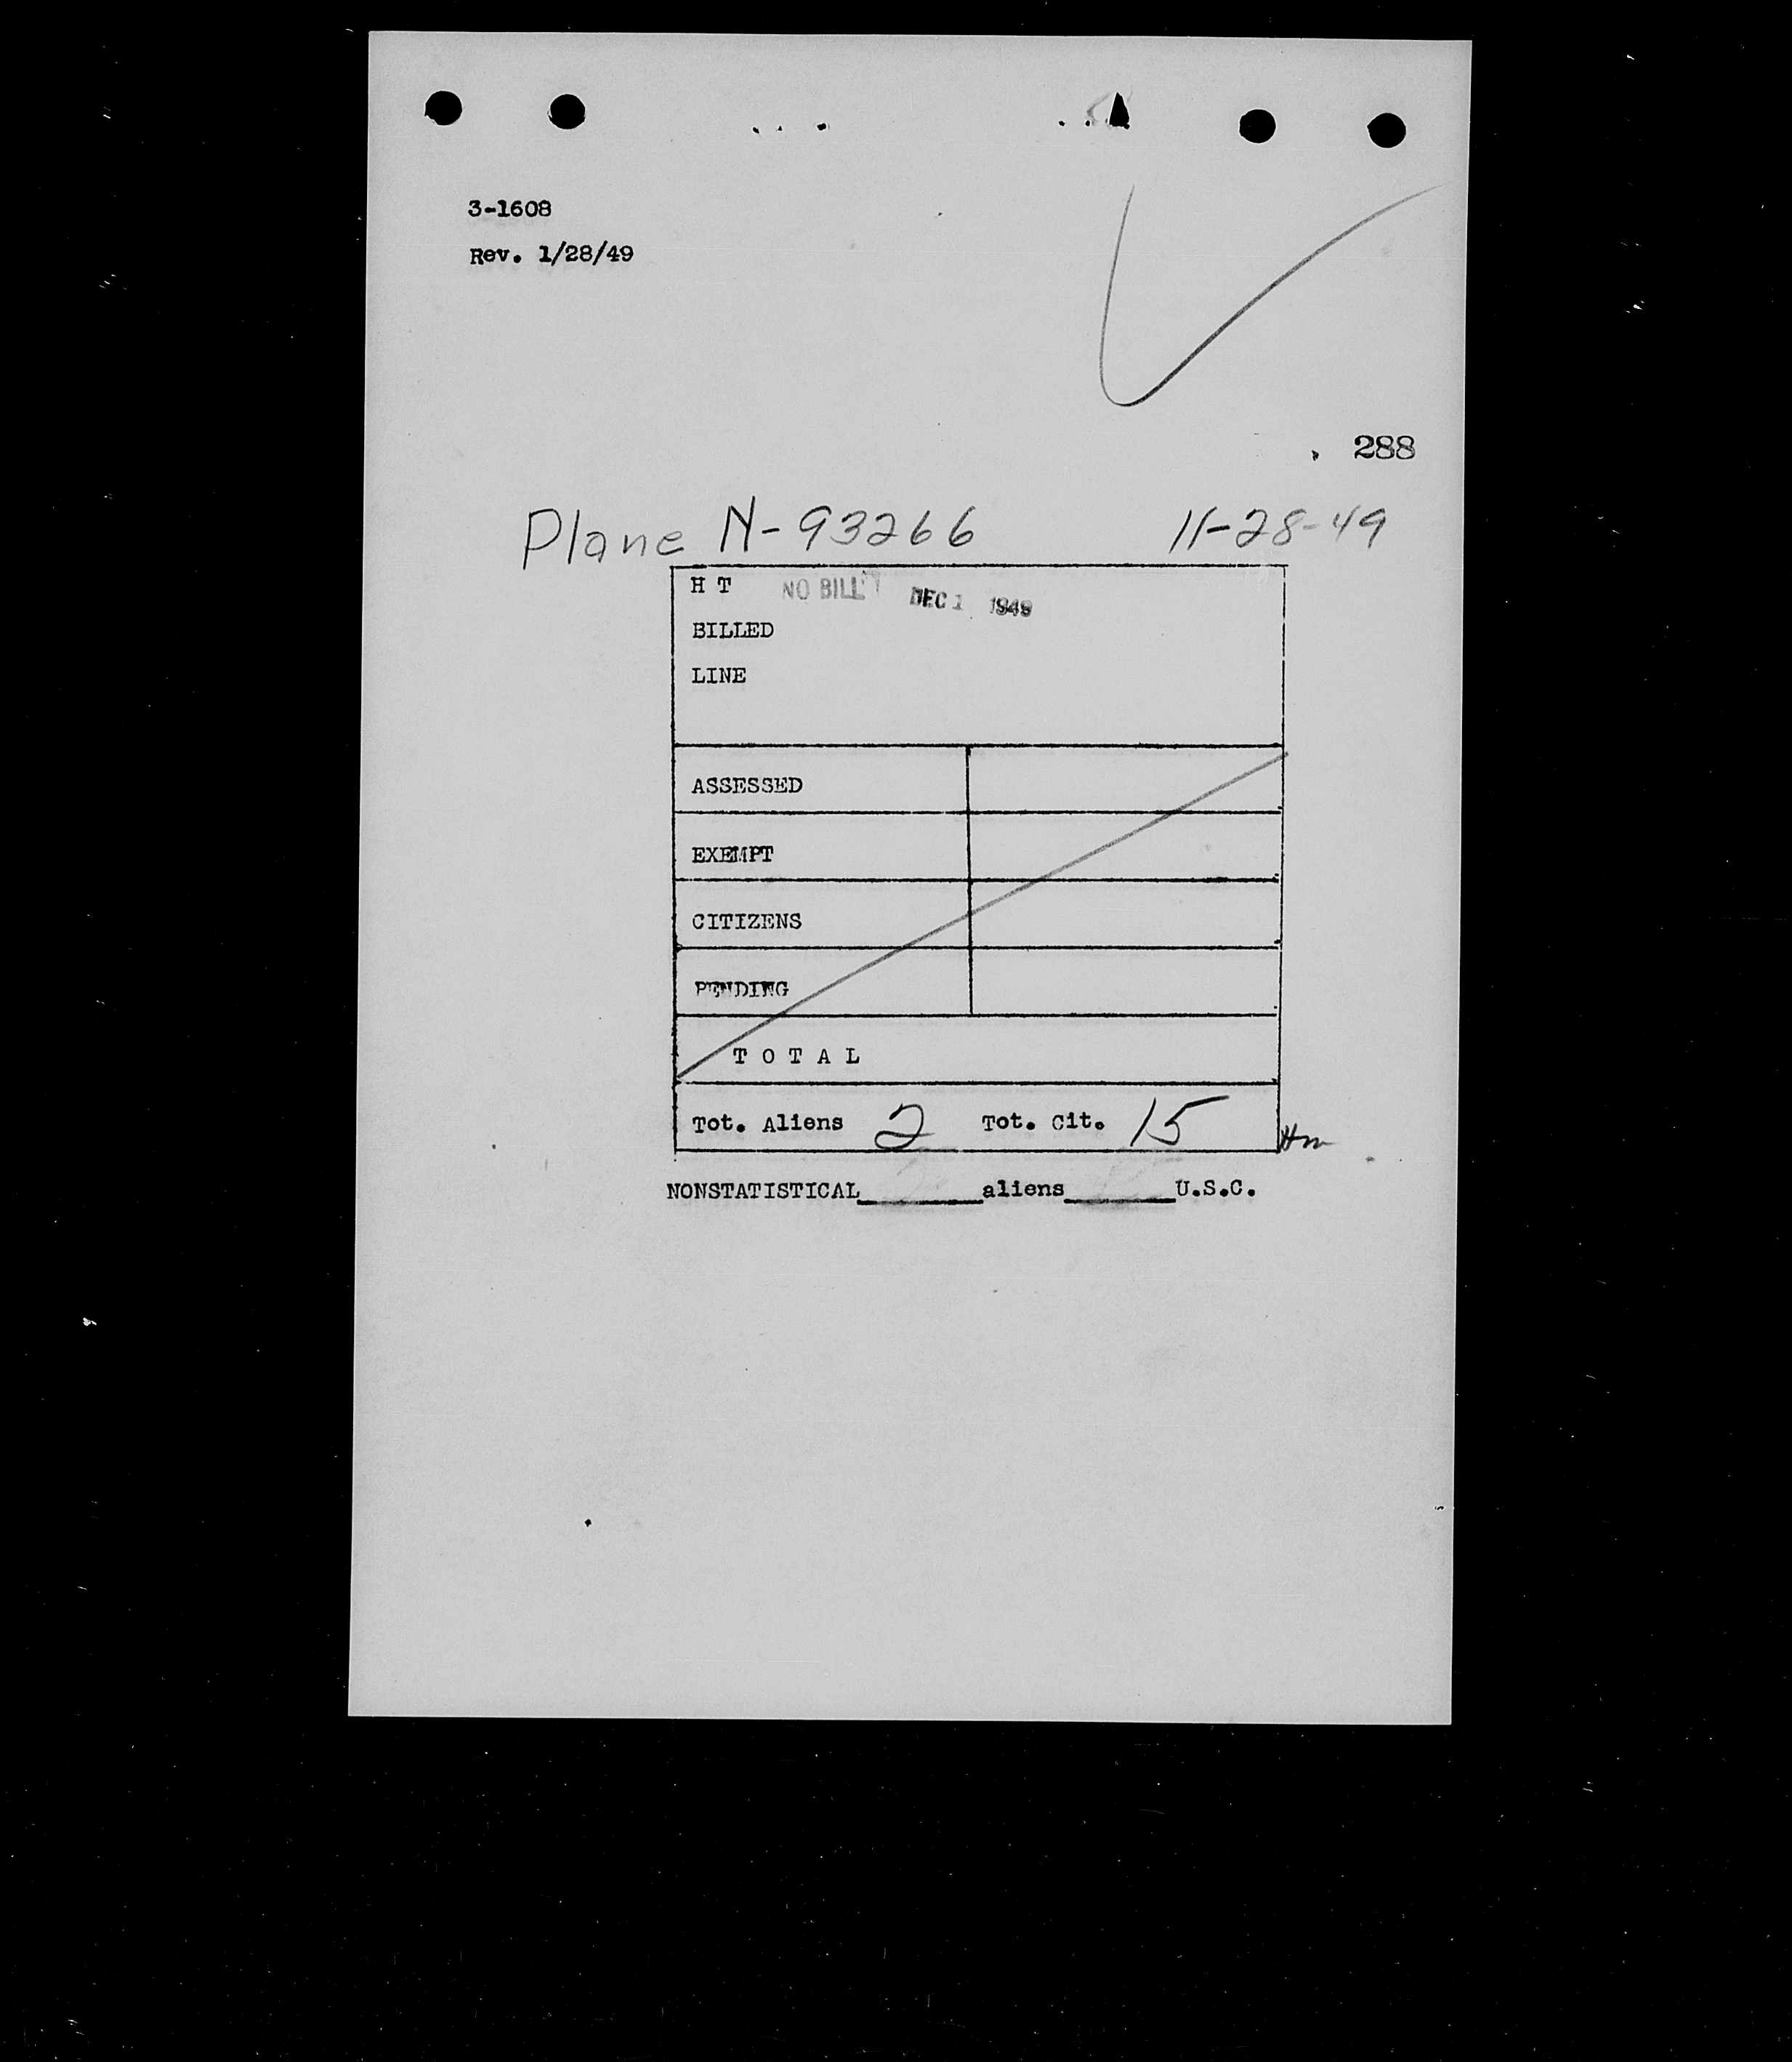 3-1608
Rev. 1/28/49
288
Plane N-93266 11-28-49
H T NO BILL DEC 1 1949
BILLED
LINE
ASSESSED
EXEMPT
CITIZENS
PENDING
T O T A L
Tot. Aliens 2 Tot. Cit. 15
NONSTATISTICAL aliens U.S.C.